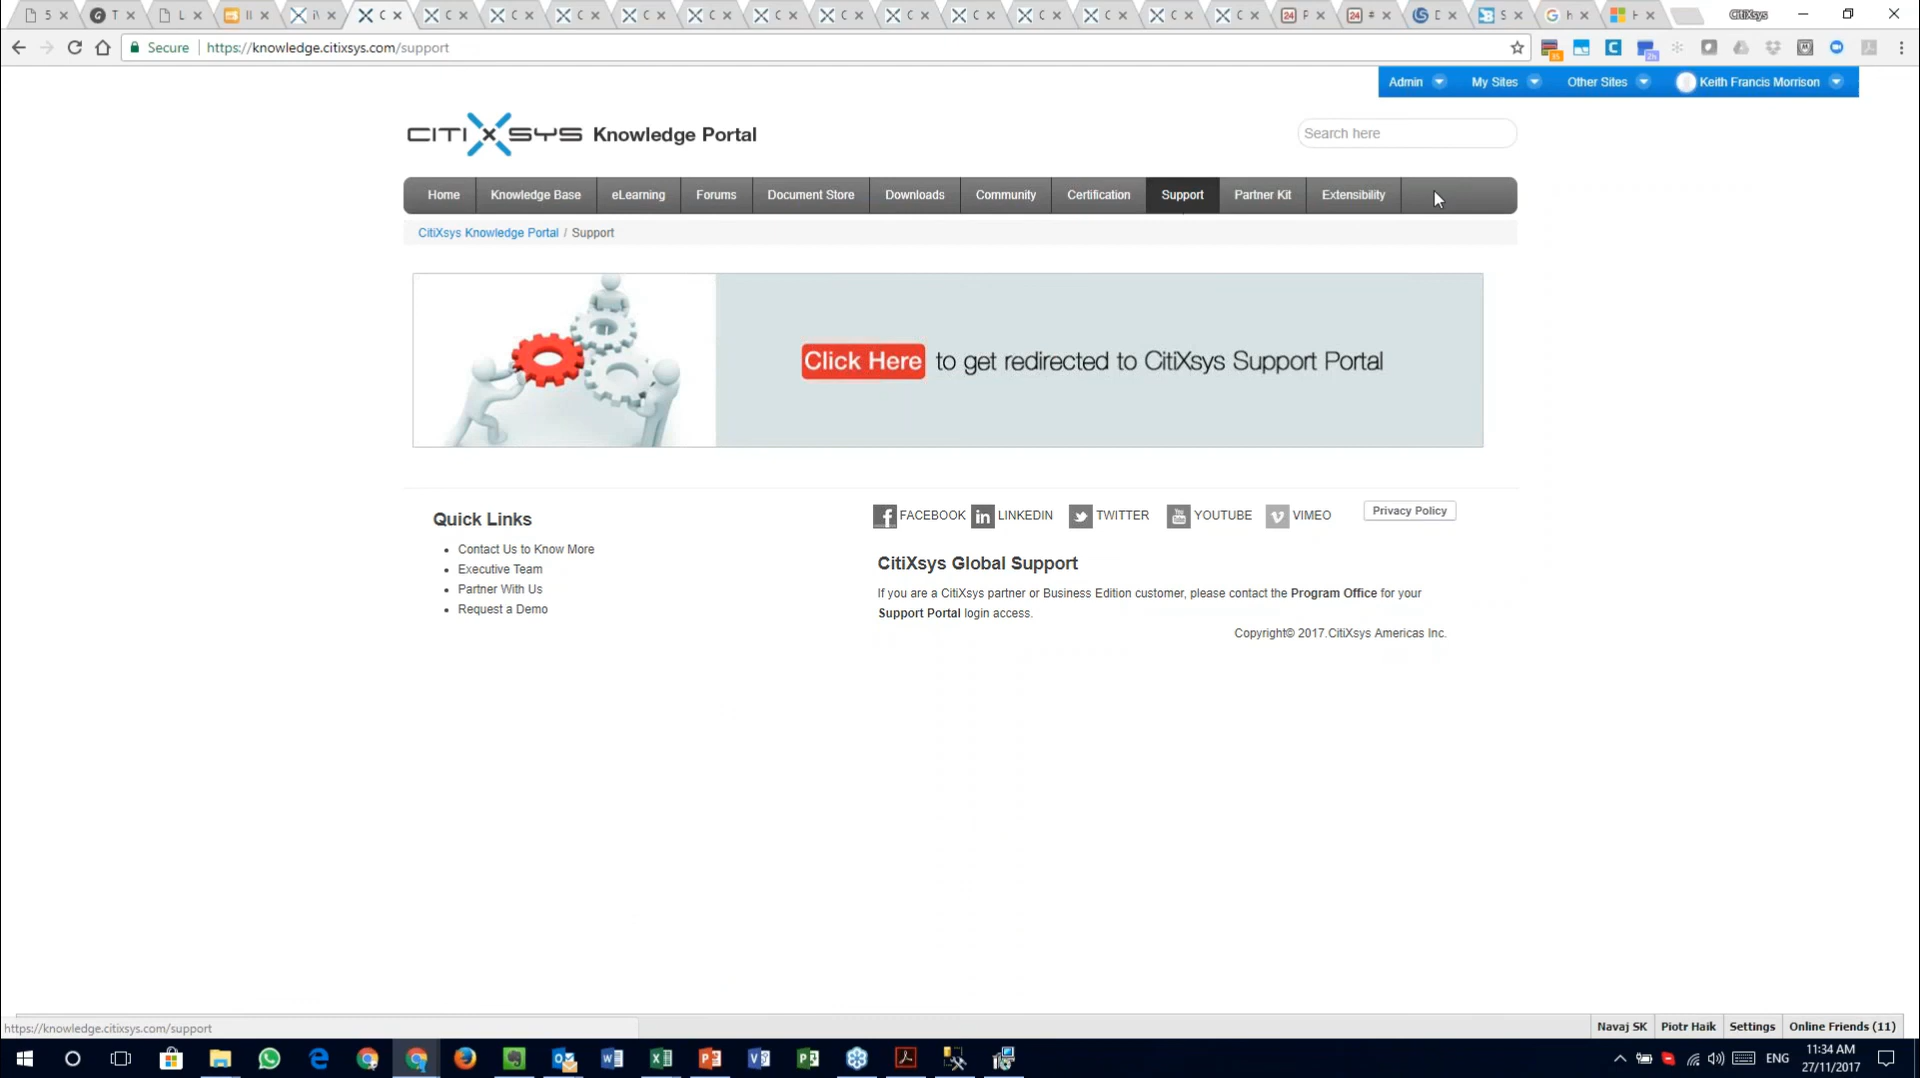 5 T L II iV C C C C C C C C C C C C C C P # D S h H CitiXsys
Secure https://knowledge.citixsys.com/support
Admin My Sites Other Sites Keith Francis Morrison
CITIXSYS Knowledge Portal Search here
Home Knowledge Base eLearning Forums Document Store Downloads Community Certification Support Partner Kit Extensibility
CitiXsys Knowledge Portal / Support
Click Here to get redirected to CitiXsys Support Portal
Quick Links
Contact Us to Know More
Executive Team
Partner With Us
Request a Demo
FACEBOOK LINKEDIN TWITTER YOUTUBE VIMEO Privacy Policy
CitiXsys Global Support
If you are a CitiXsys partner or Business Edition customer, please contact the Program Office for your
Support Portal login access.
Copyright© 2017.CitiXsys Americas Inc.
https://knowledge.citixsys.com/support
Navaj SK Piotr Haik Settings Online Friends (11)
ENG 11:34 AM
27/11/2017